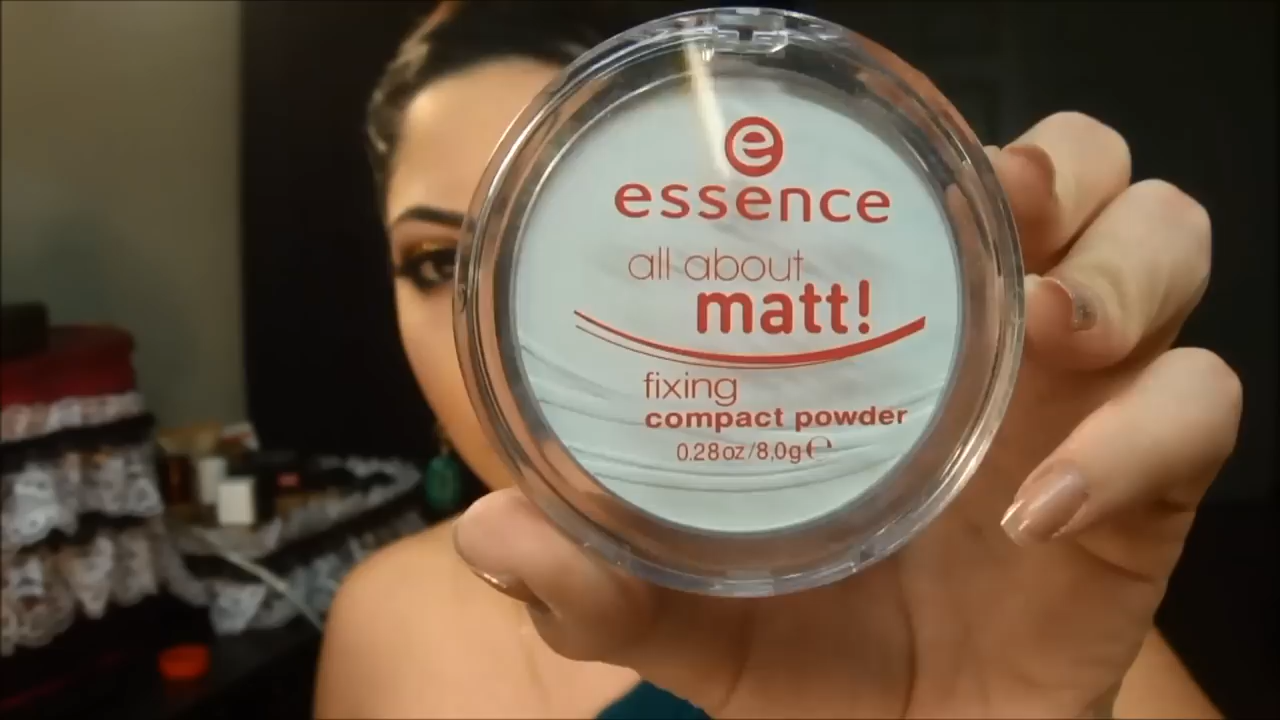 e
essence
all about
matt!
fixing
compact powder
0.28oz/8,0g ℮